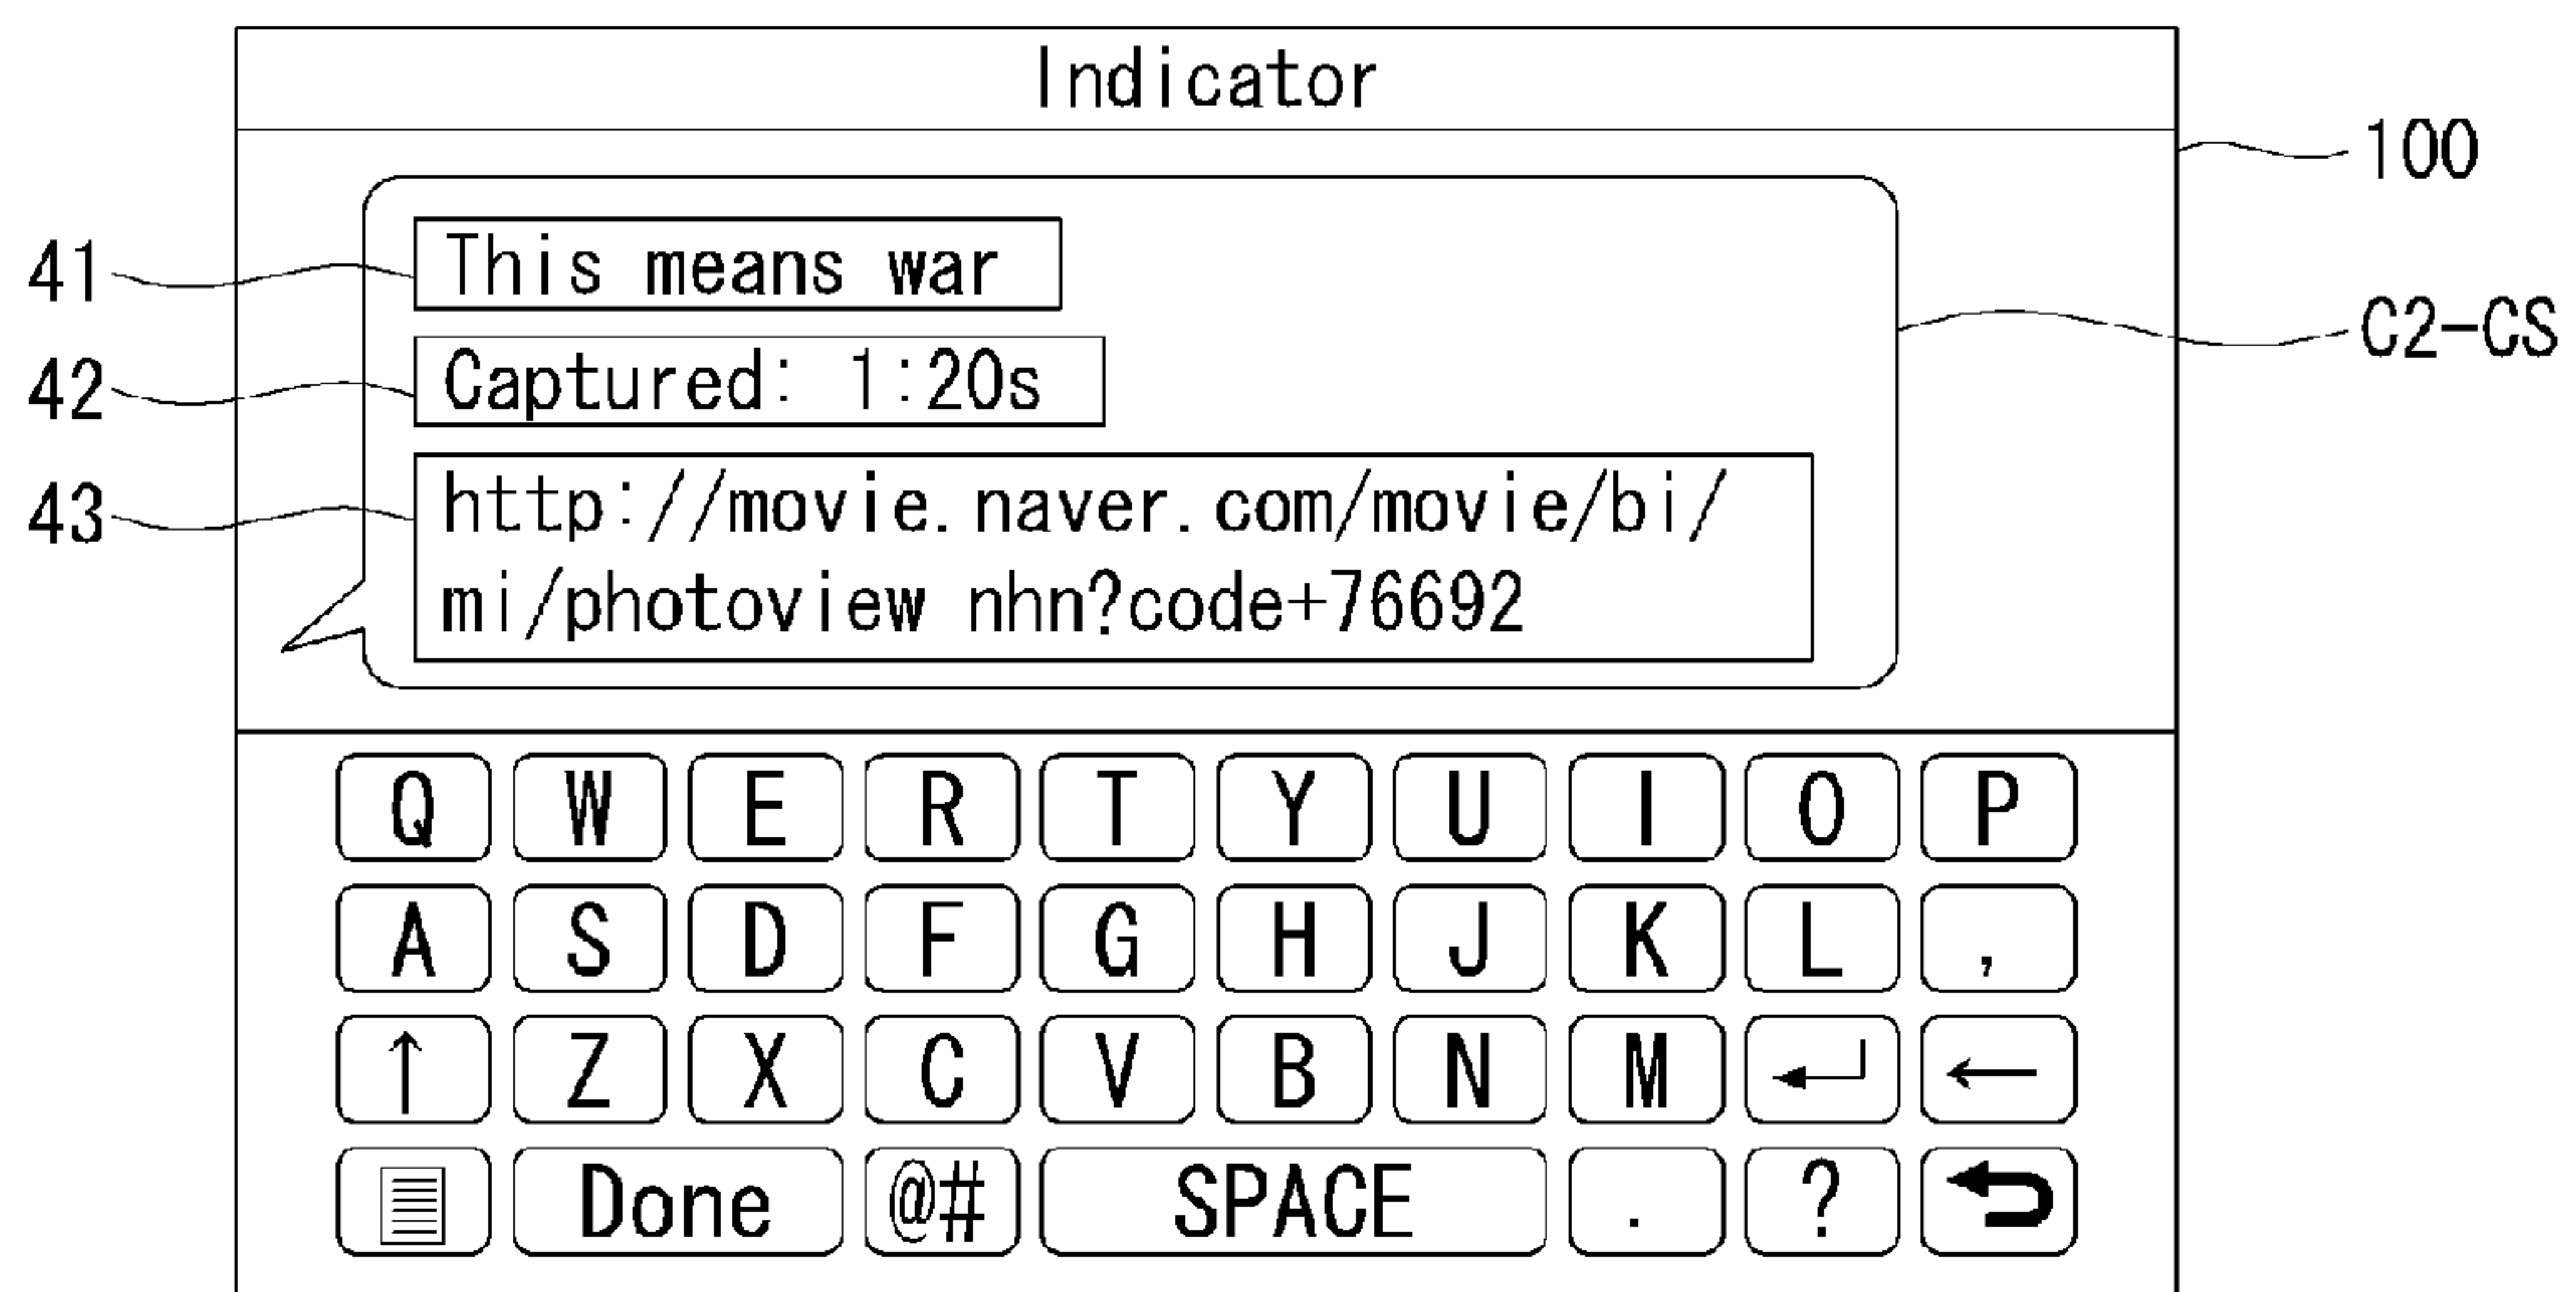 Indicator
100
41 This means war
C2-CS
42 Captured: 1:20s
43 http://movie.naver.com/movie/bi/
mi/photoview nhn?code+76692
Q W E R T Y U I O P
A S D F G H J K L ,
↑ Z X C V B N M ↵ ←
Done @# SPACE . ?